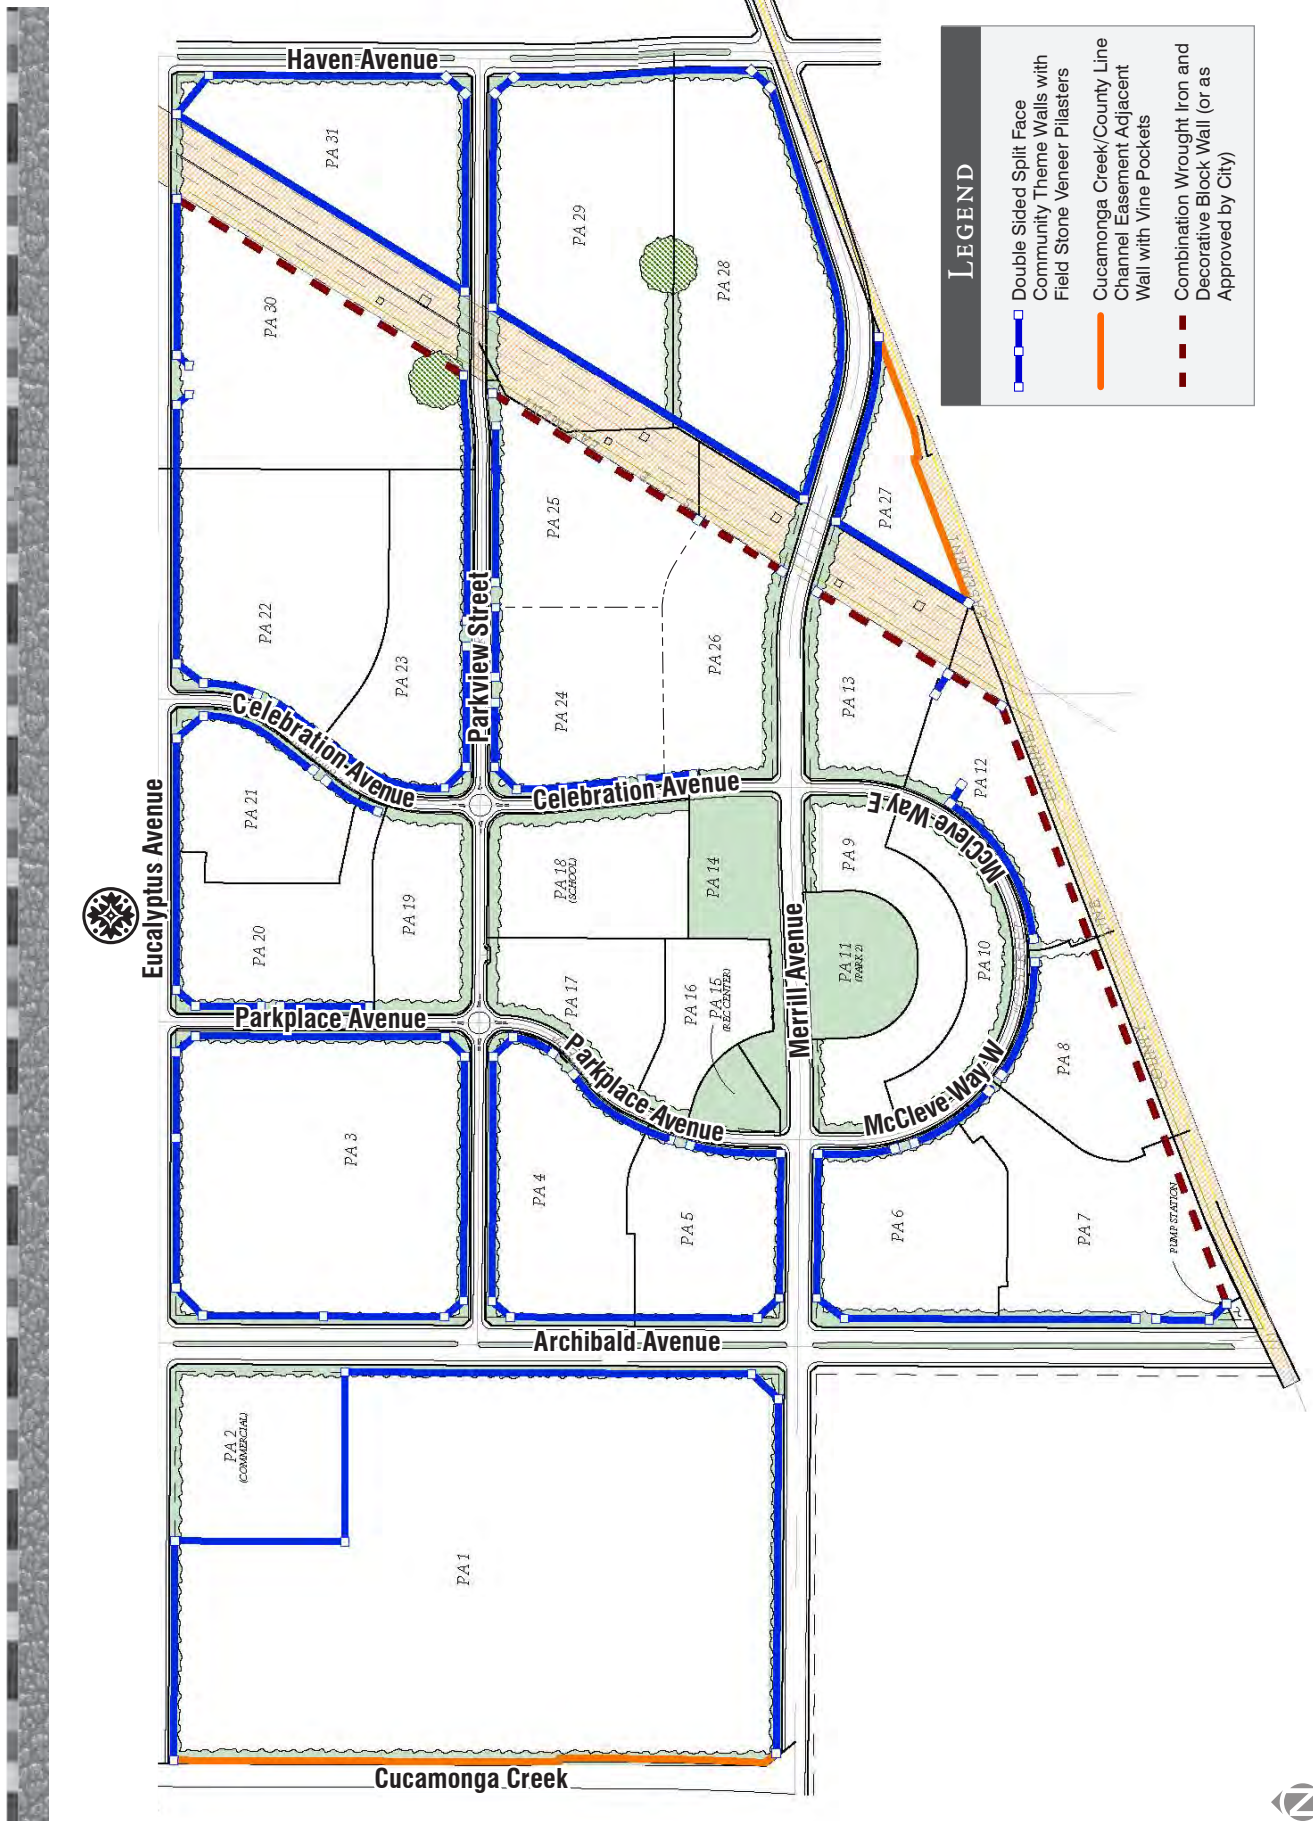 Haven Avenue
PA 31
PA 30
PA 29
PA 28
PA 22
PA 23
PA 25
PA 27
PA 24
PA 26
PA 13
Parkview Street
Celebration Avenue
Eucalyptus Avenue
PA 21
Celebration Avenue
McCleve Way E
PA 12
PA 20
PA 19
PA 18
(SCHOOL)
PA 14
PA 9
Merrill Avenue
PA 11
(PARK 2)
PA 10
PA 17
PA 16
PA 15
(REC CENTER)
Parkplace Avenue
Parkplace Avenue
McCleve Way W
PA 8
PA 3
PA 4
PA 5
PA 6
PA 7
PUMP STATION
Archibald Avenue
PA 2
(COMMERCIAL)
PA 1
Cucamonga Creek
LEGEND
Double Sided Split Face
Community Theme Walls with
Field Stone Veneer Pilasters
Cucamonga Creek/County Line
Channel Easement Adjacent
Wall with Vine Pockets
Combination Wrought Iron and
Decorative Block Wall (or as
Approved by City)
N